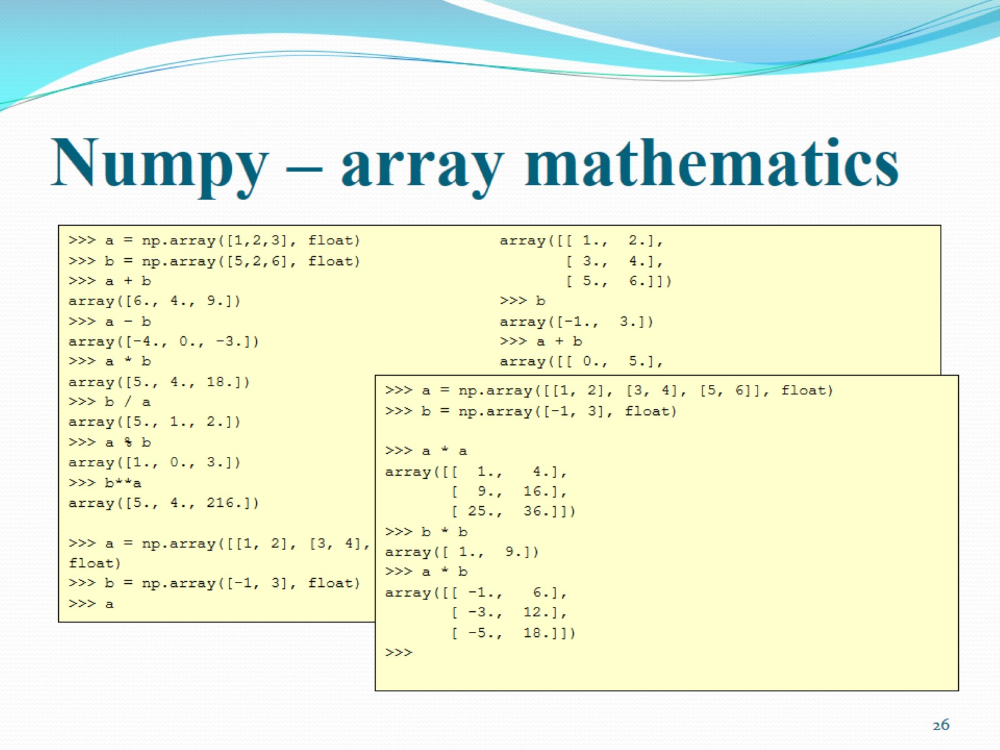 Numpy – array mathematics
>>> a = np.array([1,2,3], float)
>>> b = np.array([5,2,6], float)
>>> a + b
array([6., 4., 9.])
>>> a - b
array([-4., 0., -3.])
>>> a * b
array([5., 4., 18.])
>>> b / a
array([5., 1., 2.])
>>> a % b
array([1., 0., 3.])
>>> b**a
array([5., 4., 216.])
>>> a = np.array([[1, 2], [3, 4],
float)
>>> b = np.array([-1, 3], float)
>>> a
array([[ 1.,  2.],
       [ 3.,  4.],
       [ 5.,  6.]])
>>> b
array([-1.,  3.])
>>> a + b
array([[ 0.,  5.],
>>> a = np.array([[1, 2], [3, 4], [5, 6]], float)
>>> b = np.array([-1, 3], float)
>>> a * a
array([[  1.,   4.],
       [  9.,  16.],
       [ 25.,  36.]])
>>> b * b
array([ 1.,  9.])
>>> a * b
array([[ -1.,   6.],
       [ -3.,  12.],
       [ -5.,  18.]])
>>>
26